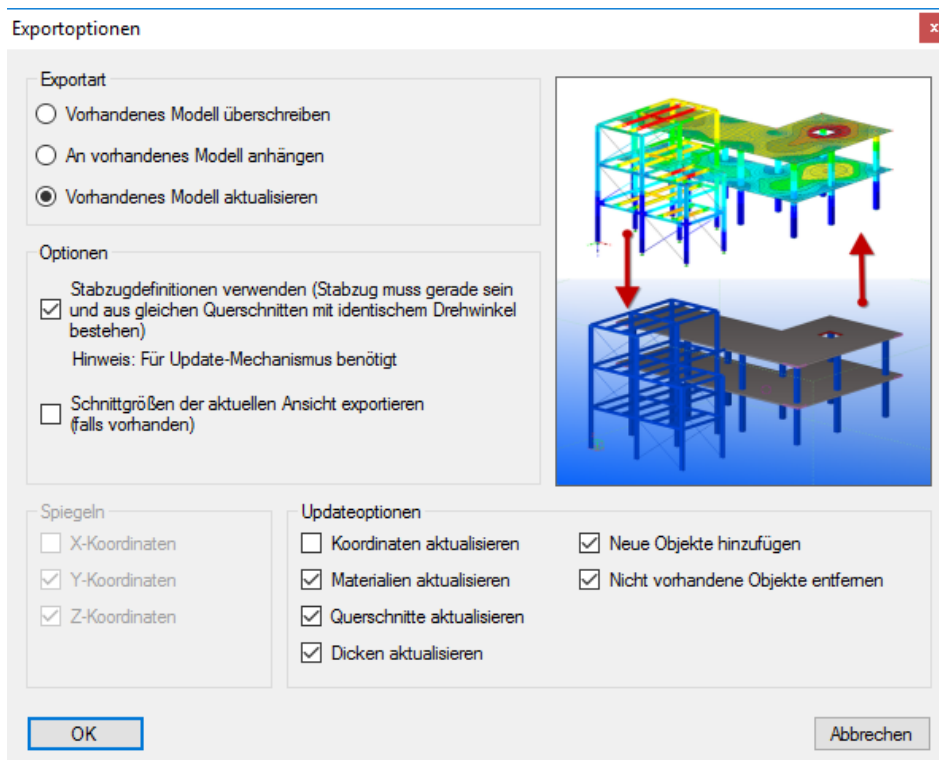 Exportoptionen
x
Exportart
Vorhandenes Modell überschreiben
An vorhandenes Modell anhängen
Vorhandenes Modell aktualisieren
Optionen
Stabzugdefinitionen verwenden (Stabzug muss gerade sein
und aus gleichen Querschnitten mit identischem Drehwinkel
bestehen)
Hinweis: Für Update-Mechanismus benötigt
Schnittgrößen der aktuellen Ansicht exportieren
(falls vorhanden)
Spiegeln
X-Koordinaten
Y-Koordinaten
Z-Koordinaten
Updateoptionen
Koordinaten aktualisieren
Materialien aktualisieren
Querschnitte aktualisieren
Dicken aktualisieren
Neue Objekte hinzufügen
Nicht vorhandene Objekte entfernen
OK
Abbrechen